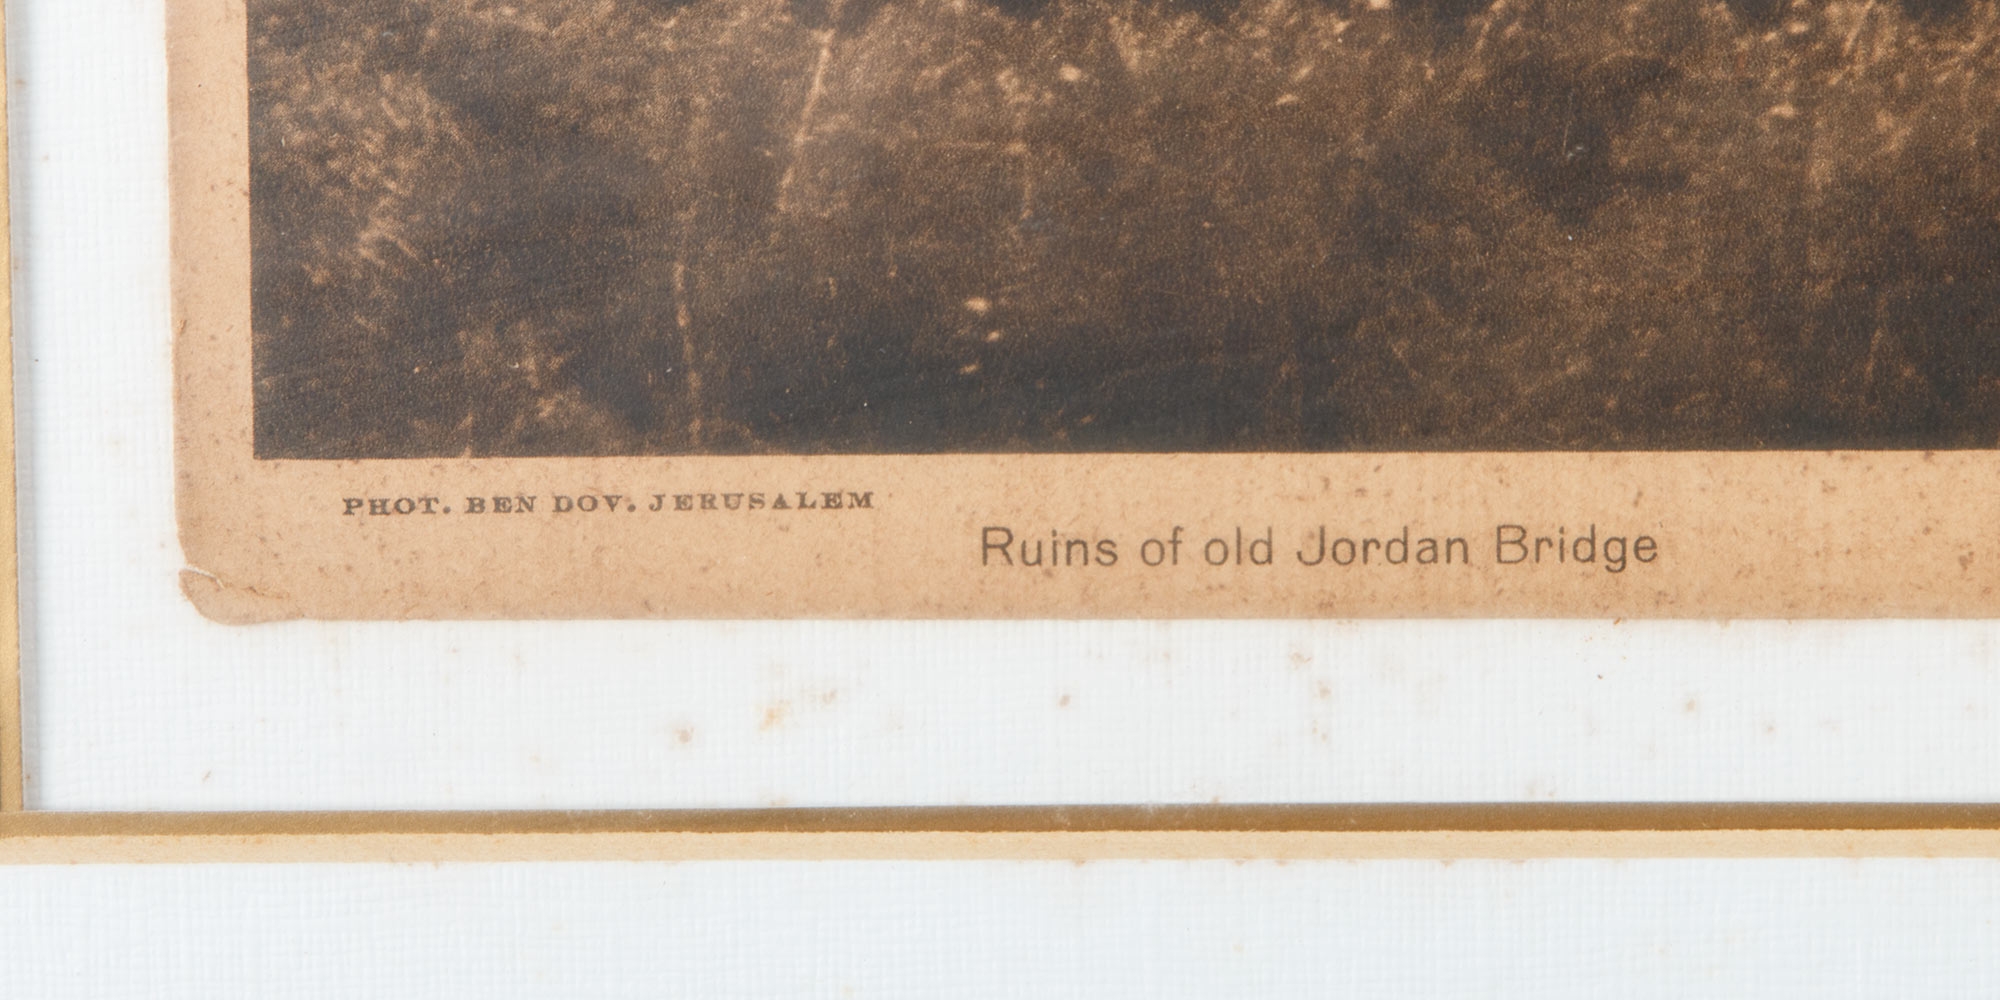 PHOT. BEN DOV. JERUSALEM
Ruins of old Jordan Bridge